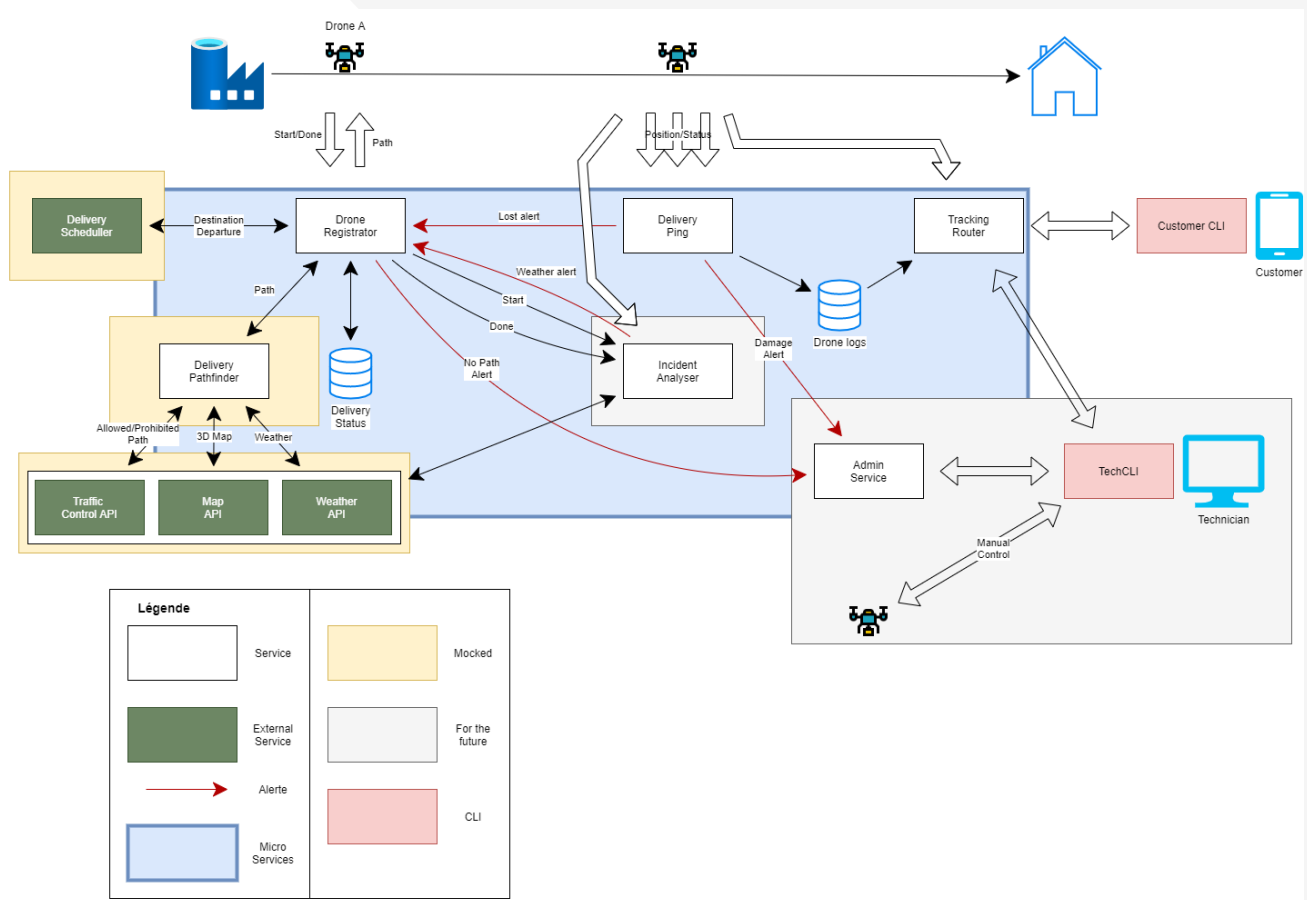 Drone A
Start/Done
Path
Position/Status
Delivery
Scheduller
Destination
Departure
Drone
Registrator
Lost alert
Delivery
Ping
Tracking
Router
Customer CLI
Customer
Weather alert
Path
Start
Done
Drone logs
Damage
Alert
No Path
Alert
Delivery
Pathfinder
Incident
Analyser
Delivery
Status
Allowed/Prohibited
Path
3D Map
Weather
Admin
Service
TechCLI
Technician
Traffic
Control API
Map
API
Weather
API
Manual
Control
Légende
Service
Mocked
External
Service
For the
future
Alerte
CLI
Micro
Services